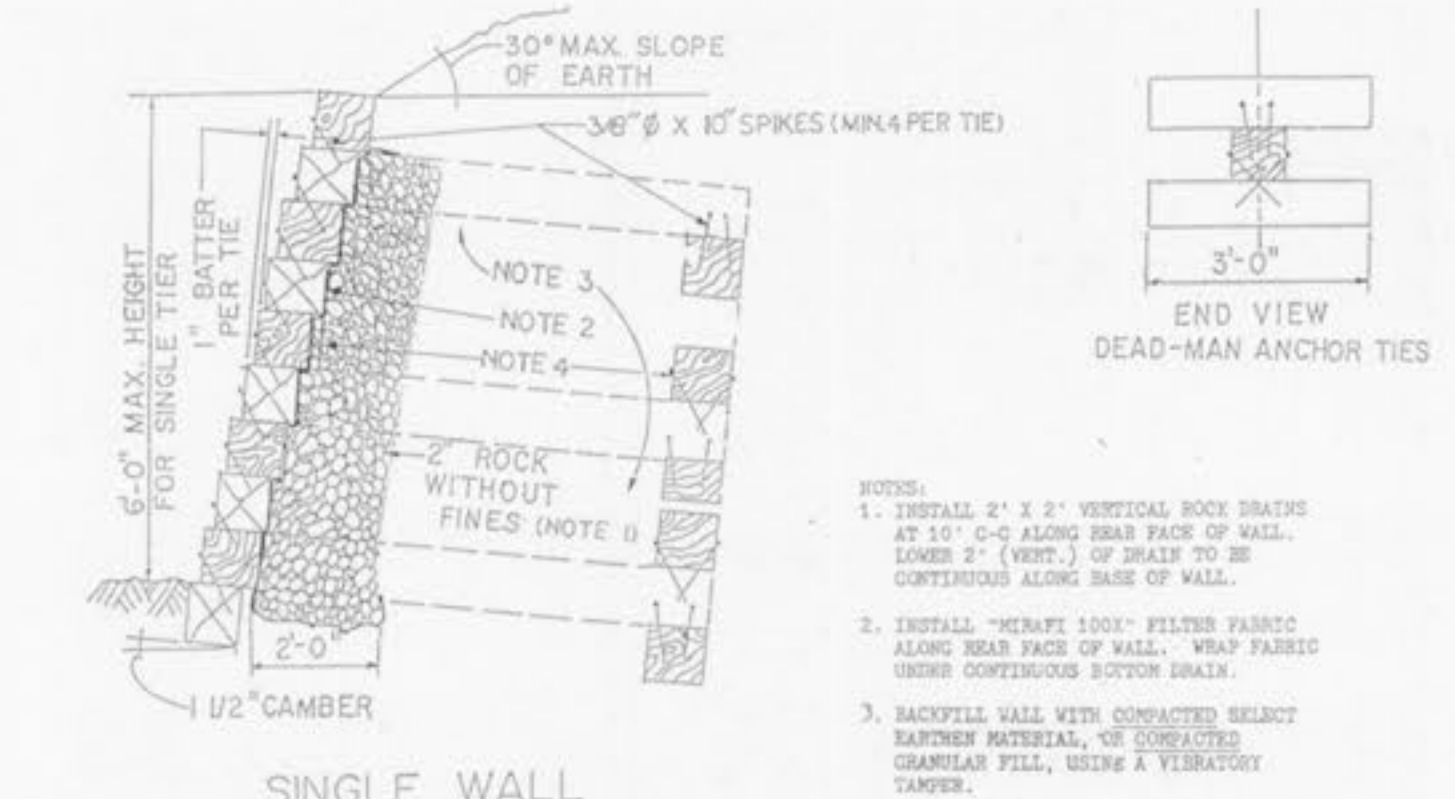 30° MAX. SLOPE
OF EARTH
3/8" Ø X 10" SPIKES (MIN. 4 PER TIE)
6'-0" MAX. HEIGHT
FOR SINGLE TIER
1" BATTER
PER TIE
NOTE 3
NOTE 2
NOTE 4
2" ROCK
WITHOUT
FINES (NOTE 1)
2'-0"
1 1/2" CAMBER
SINGLE WALL
3'-0"
END VIEW
DEAD-MAN ANCHOR TIES
NOTES:
1. INSTALL 2' X 2' VERTICAL ROCK DRAINS
AT 10' C-C ALONG REAR FACE OF WALL.
LOWER 2' (VERT.) OF DRAIN TO BE
CONTINUOUS ALONG BASE OF WALL.
2. INSTALL "MIRAFI 100X" FILTER FABRIC
ALONG REAR FACE OF WALL. WRAP FABRIC
UNDER CONTINUOUS BOTTOM DRAIN.
3. BACKFILL WALL WITH COMPACTED SELECT
EARTHEN MATERIAL, OR COMPACTED
GRANULAR FILL, USING A VIBRATORY
TAMPER.